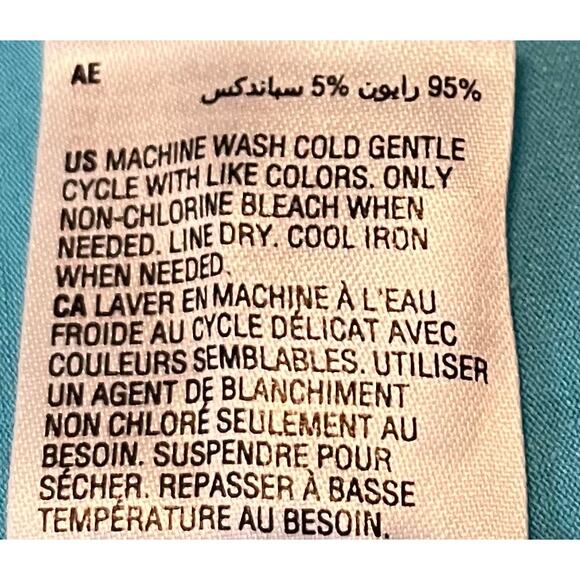 AE
95% رايون 5% سباندكس
US MACHINE WASH COLD GENTLE
CYCLE WITH LIKE COLORS. ONLY
NON-CHLORINE BLEACH WHEN
NEEDED. LINE DRY. COOL IRON
WHEN NEEDED.
CA LAVER EN MACHINE À L'EAU
FROIDE AU CYCLE DÉLICAT AVEC
COULEURS SEMBLABLES. UTILISER
UN AGENT DE BLANCHIMENT
NON CHLORÉ SEULEMENT AU
BESOIN. SUSPENDRE POUR
SÉCHER. REPASSER À BASSE
TEMPÉRATURE AU BESOIN.